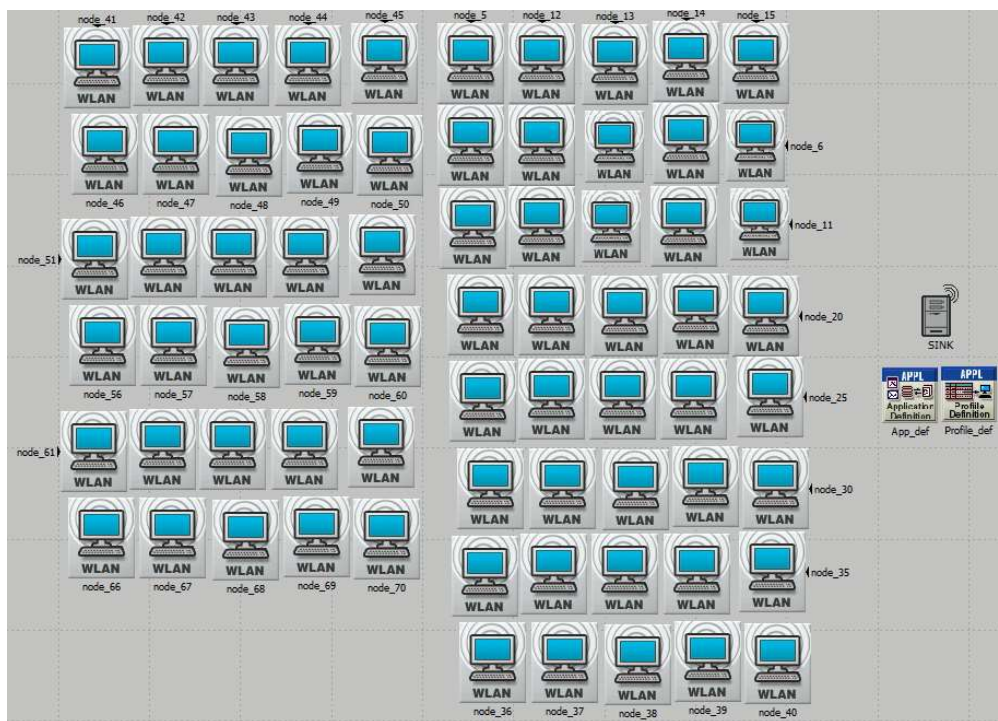 node_41 node_42 node_43 node_44 node_45 node_5 node_12 node_13 node_14 node_15
WLAN WLAN WLAN WLAN WLAN WLAN WLAN WLAN WLAN WLAN
node_6
WLAN WLAN WLAN WLAN WLAN WLAN WLAN WLAN WLAN WLAN
node_46 node_47 node_48 node_49 node_50
node_11
WLAN WLAN WLAN WLAN WLAN
node_51
WLAN WLAN WLAN WLAN WLAN
node_20
WLAN WLAN WLAN WLAN WLAN
SINK
WLAN WLAN WLAN WLAN WLAN
node_56 node_57 node_58 node_59 node_60
APPL APPL
Application Definition Profile Definition
App_def Profile_def
node_25
WLAN WLAN WLAN WLAN WLAN
node_61
WLAN WLAN WLAN WLAN WLAN
node_30
WLAN WLAN WLAN WLAN WLAN
WLAN WLAN WLAN WLAN WLAN
node_66 node_67 node_68 node_69 node_70
node_35
WLAN WLAN WLAN WLAN WLAN
WLAN WLAN WLAN WLAN WLAN
node_36 node_37 node_38 node_39 node_40